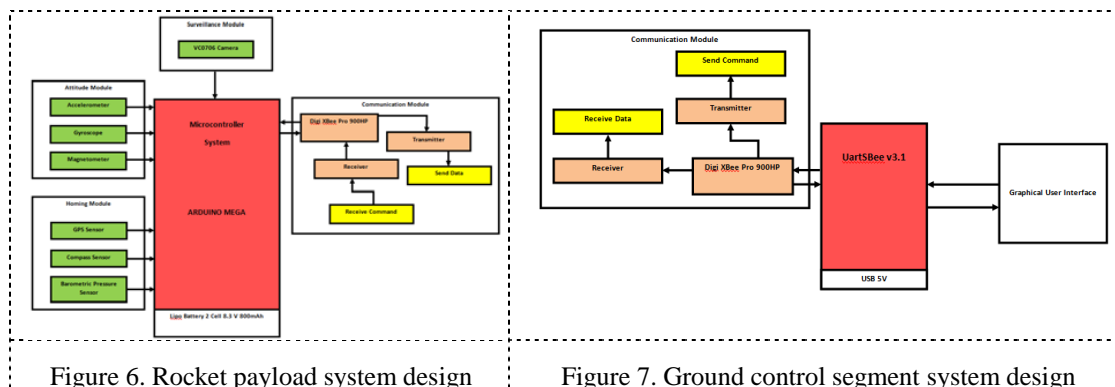 Surveillance Module
VC0706 Camera
Attitude Module
Accelerometer
Gyroscope
Magnetometer
Homing Module
GPS Sensor
Compass Sensor
Barometric Pressure
Sensor
Microcontroller
System
ARDUINO MEGA
Lipo Battery 2 Cell 8.3 V 800mAh
Communication Module
Digi XBee Pro 900HP
Transmitter
Receiver
Send Data
Receive Command
Figure 6. Rocket payload system design
Communication Module
Send Command
Transmitter
Receive Data
Receiver
Digi XBee Pro 900HP
UartSBee v3.1
USB 5V
Graphical User Interface
Figure 7. Ground control segment system design